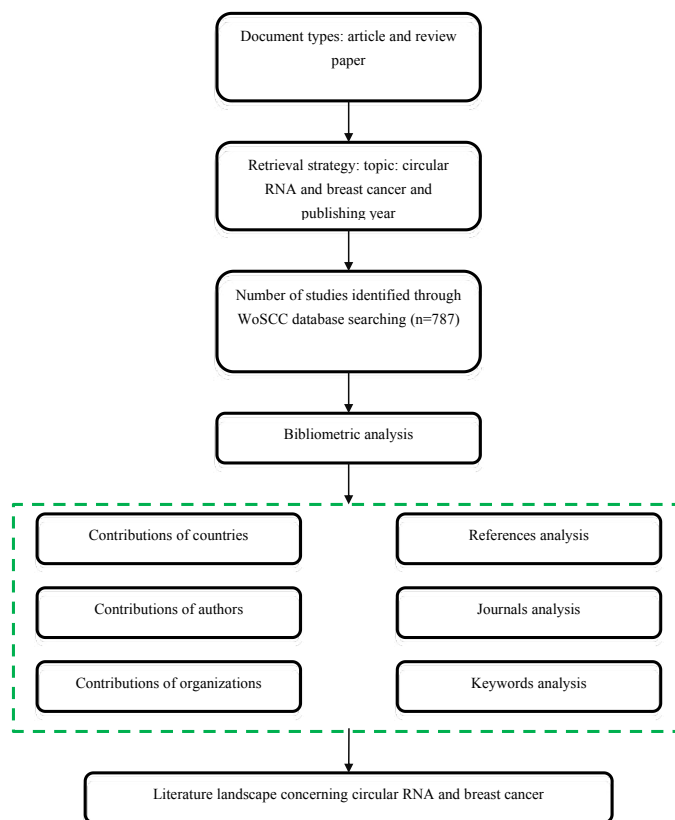 Document types: article and review
paper
Retrieval strategy: topic: circular
RNA and breast cancer and
publishing year
Number of studies identified through
WoSCC database searching (n=787)
Bibliometric analysis
Contributions of countries
References analysis
Contributions of authors
Journals analysis
Contributions of organizations
Keywords analysis
Literature landscape concerning circular RNA and breast cancer